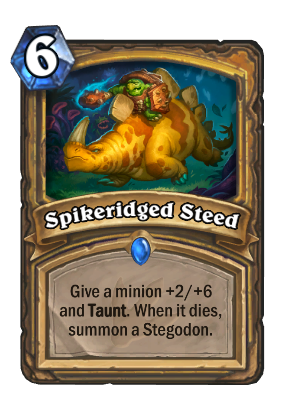 6
Spikeridged Steed
Give a minion +2/+6
and Taunt. When it dies,
summon a Stegodon.